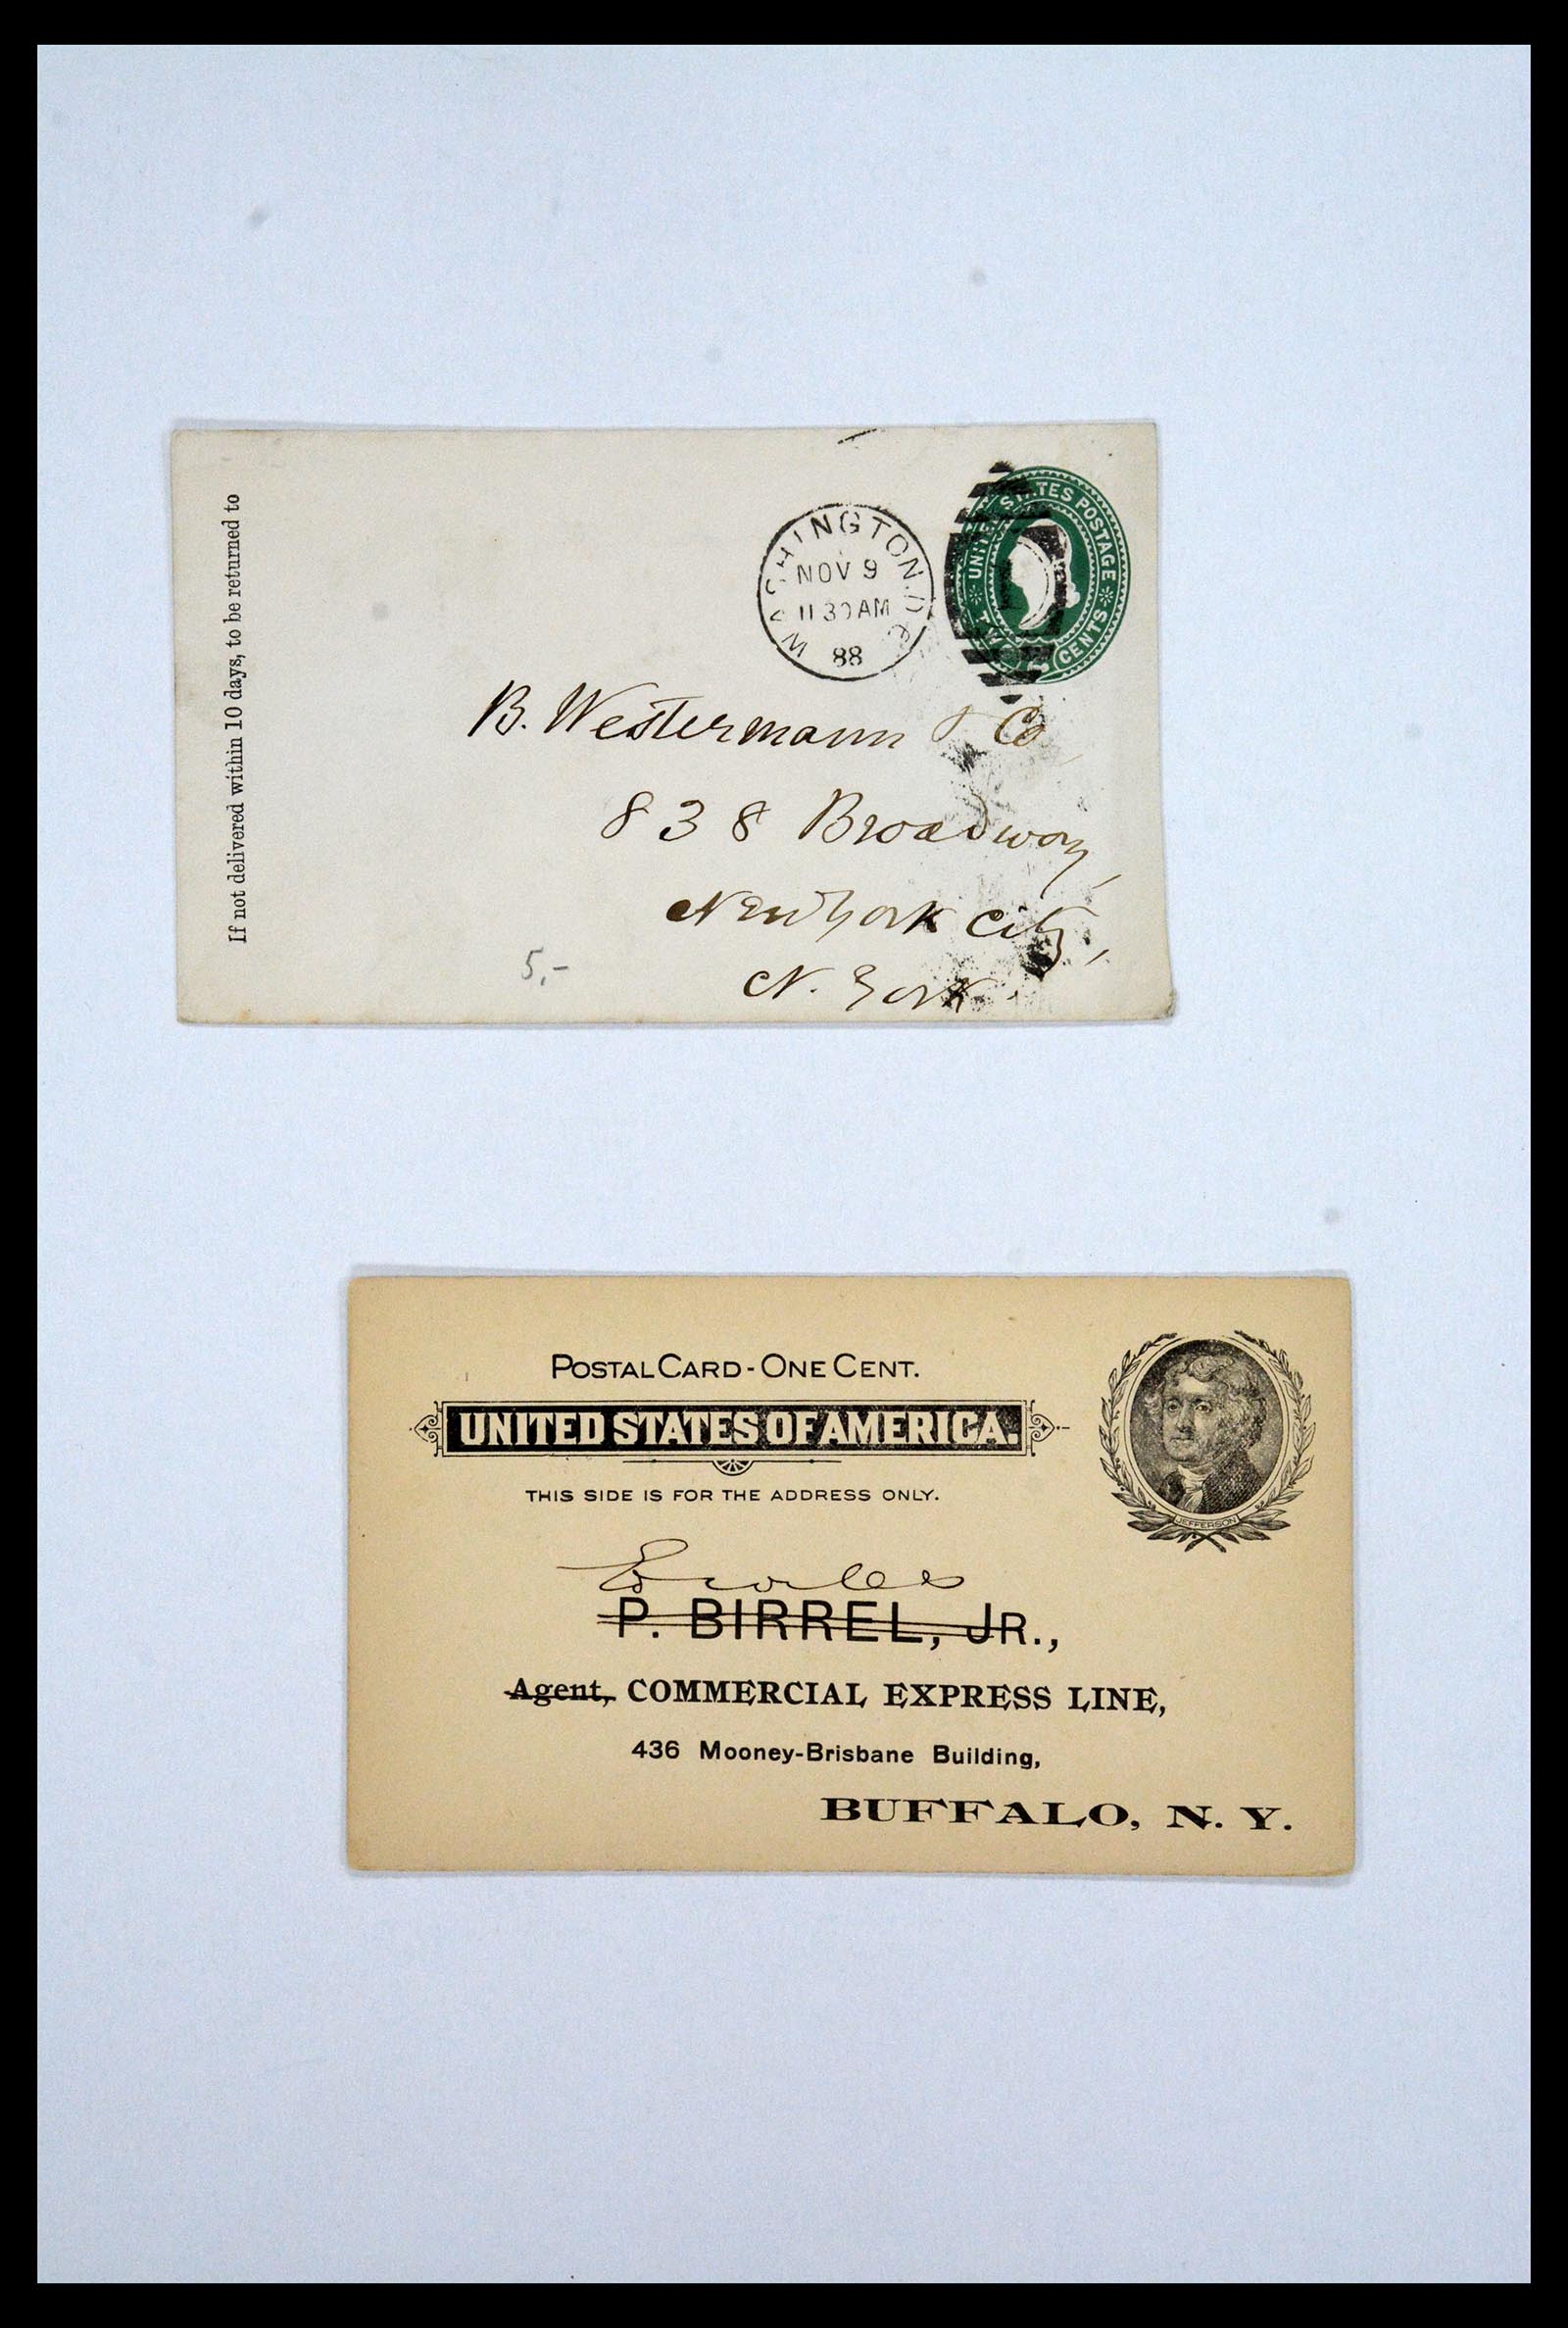 If not delivered within 10 days, to be returned to
WASHINGTON, D.C.
NOV 9
11 30 AM
88
UNITED STATES POSTAGE
TWO CENTS
B. Westermann & Co
838 Broadway,
New York City,
N. York.
5,-
POSTAL CARD - ONE CENT.
UNITED STATES OF AMERICA.
THIS SIDE IS FOR THE ADDRESS ONLY.
JEFFERSON
P. BIRREL, JR.,
Agent, COMMERCIAL EXPRESS LINE,
436 Mooney-Brisbane Building,
BUFFALO, N. Y.